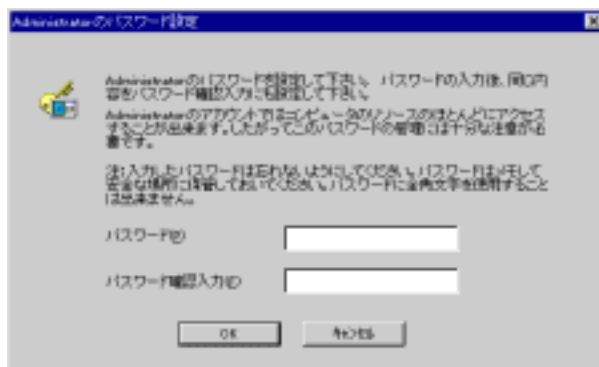 Administratorのパスワード設定
Administratorのパスワードを設定して下さい。 パスワードの入力後、同じ内
容をパスワード確認入力にも設定して下さい。
Administratorのアカウントではコンピュータのリソースのほとんどにアクセス
することが出来ます。したがってこのパスワードの管理には十分な注意が必
要です。
注:入力したパスワードは忘れないようにしてください。パスワードはメモして
安全な場所に保管しておいてください。パスワードに全角文字を使用すること
は出来ません。
パスワード(P)
パスワード確認入力(C)
OK
キャンセル